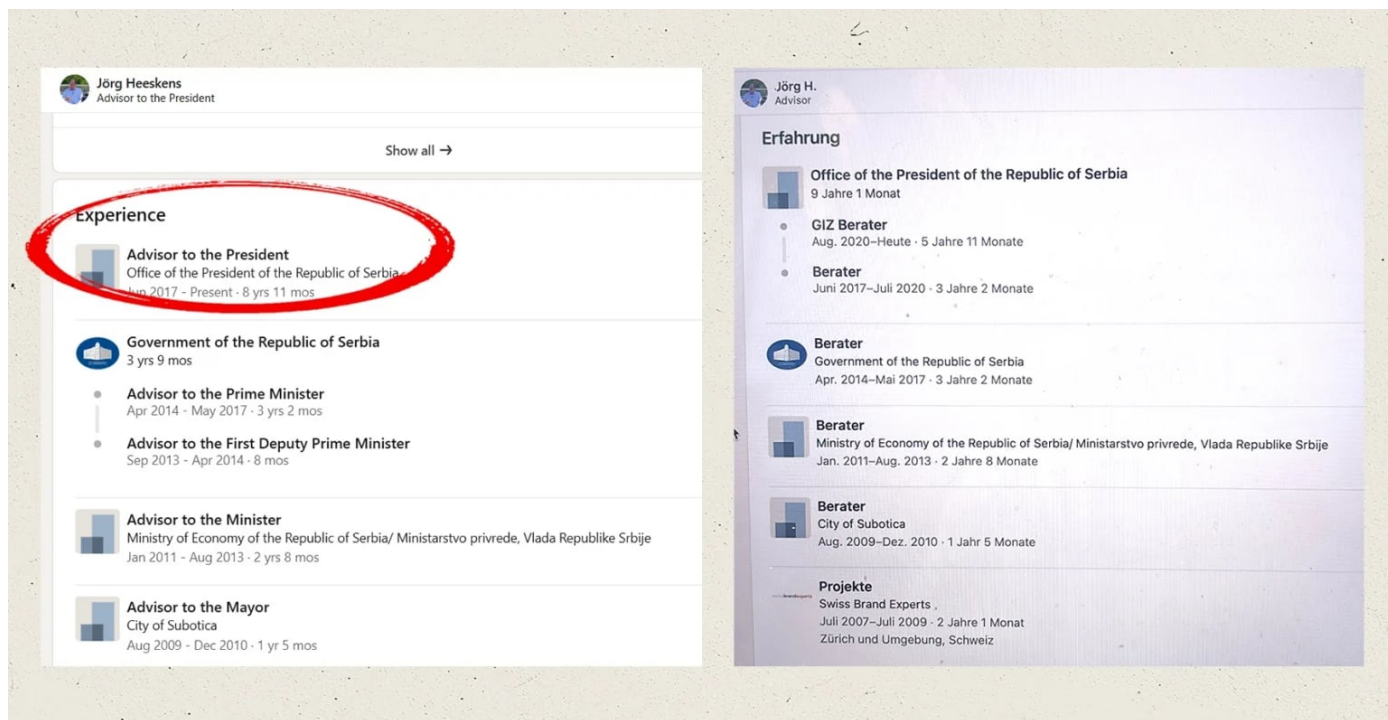 Jörg Heeskens
Advisor to the President
Show all →
Experience
Advisor to the President
Office of the President of the Republic of Serbia
Jun 2017 - Present · 8 yrs 11 mos
Government of the Republic of Serbia
3 yrs 9 mos
Advisor to the Prime Minister
Apr 2014 - May 2017 · 3 yrs 2 mos
Advisor to the First Deputy Prime Minister
Sep 2013 - Apr 2014 · 8 mos
Advisor to the Minister
Ministry of Economy of the Republic of Serbia/ Ministarstvo privrede, Vlada Republike Srbije
Jan 2011 - Aug 2013 · 2 yrs 8 mos
Advisor to the Mayor
City of Subotica
Aug 2009 - Dec 2010 · 1 yr 5 mos
Jörg H.
Advisor
Erfahrung
Office of the President of the Republic of Serbia
9 Jahre 1 Monat
GIZ Berater
Aug. 2020–Heute · 5 Jahre 11 Monate
Berater
Juni 2017–Juli 2020 · 3 Jahre 2 Monate
Berater
Government of the Republic of Serbia
Apr. 2014–Mai 2017 · 3 Jahre 2 Monate
Berater
Ministry of Economy of the Republic of Serbia/ Ministarstvo privrede, Vlada Republike Srbije
Jan. 2011–Aug. 2013 · 2 Jahre 8 Monate
Berater
City of Subotica
Aug. 2009–Dez. 2010 · 1 Jahr 5 Monate
Projekte
Swiss Brand Experts
Juli 2007–Juli 2009 · 2 Jahre 1 Monat
Zürich und Umgebung, Schweiz